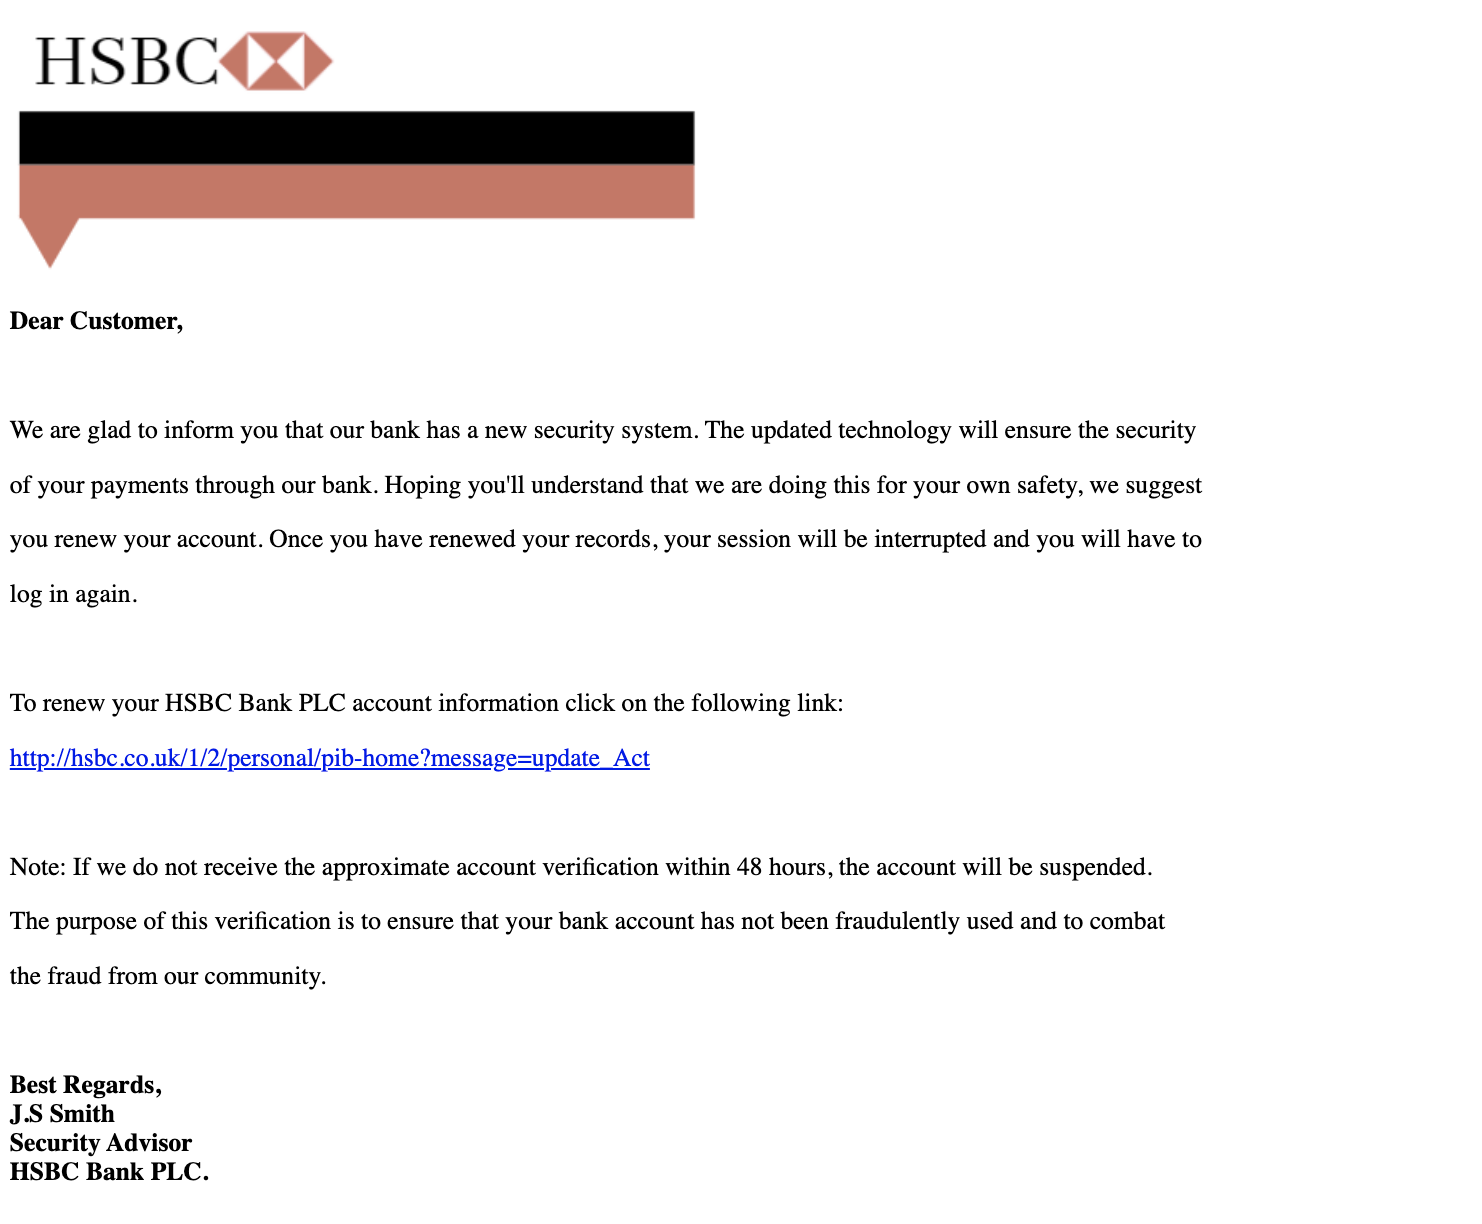 HSBC
Dear Customer,
We are glad to inform you that our bank has a new security system. The updated technology will ensure the security
of your payments through our bank. Hoping you'll understand that we are doing this for your own safety, we suggest
you renew your account. Once you have renewed your records, your session will be interrupted and you will have to
log in again.
To renew your HSBC Bank PLC account information click on the following link:
http://hsbc.co.uk/1/2/personal/pib-home?message=update_Act
Note: If we do not receive the approximate account verification within 48 hours, the account will be suspended.
The purpose of this verification is to ensure that your bank account has not been fraudulently used and to combat
the fraud from our community.
Best Regards,
J.S Smith
Security Advisor
HSBC Bank PLC.